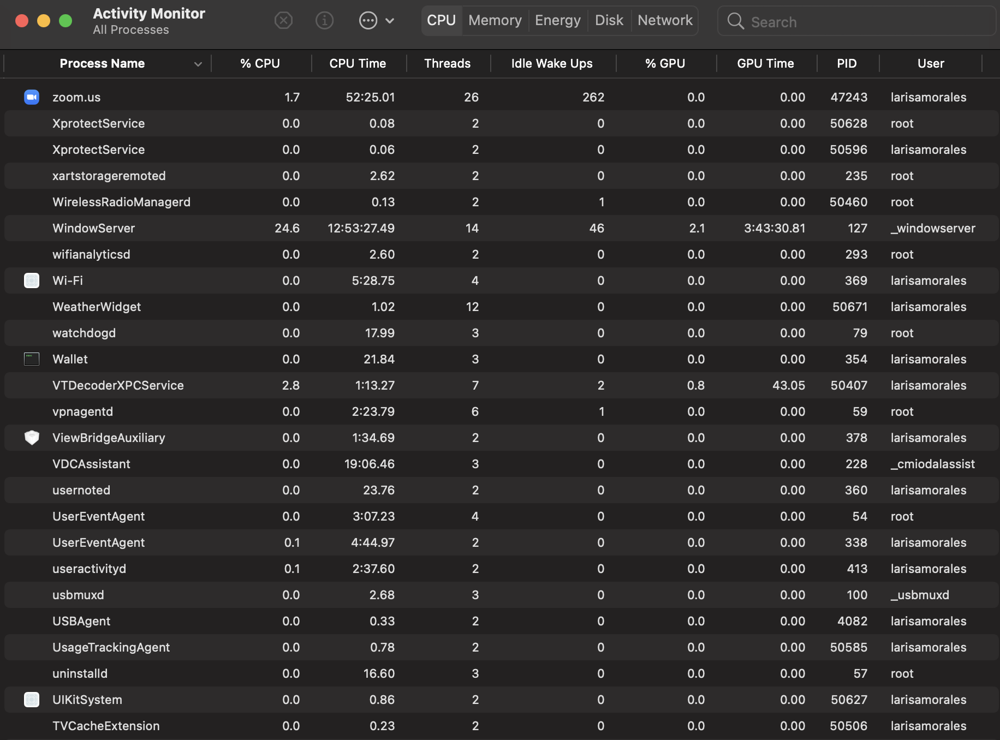 Activity Monitor
All Processes
CPU Memory Energy Disk Network Search
Process Name % CPU CPU Time Threads Idle Wake Ups % GPU GPU Time PID User
zoom.us 1.7 52:25.01 26 262 0.0 0.00 47243 larisamorales
XprotectService 0.0 0.08 2 0 0.0 0.00 50628 root
XprotectService 0.0 0.06 2 0 0.0 0.00 50596 larisamorales
xartstorageremoted 0.0 2.62 2 0 0.0 0.00 235 root
WirelessRadioManagerd 0.0 0.13 2 1 0.0 0.00 50460 root
WindowServer 24.6 12:53:27.49 14 46 2.1 3:43:30.81 127 _windowserver
wifianalyticsd 0.0 2.60 2 0 0.0 0.00 293 root
Wi-Fi 0.0 5:28.75 4 0 0.0 0.00 369 larisamorales
WeatherWidget 0.0 1.02 12 0 0.0 0.00 50671 larisamorales
watchdogd 0.0 17.99 3 0 0.0 0.00 79 root
Wallet 0.0 21.84 3 0 0.0 0.00 354 larisamorales
VTDecoderXPCService 2.8 1:13.27 7 2 0.8 43.05 50407 larisamorales
vpnagentd 0.0 2:23.79 6 1 0.0 0.00 59 root
ViewBridgeAuxiliary 0.0 1:34.69 2 0 0.0 0.00 378 larisamorales
VDCAssistant 0.0 19:06.46 3 0 0.0 0.00 228 _cmiodalassist
usernoted 0.0 23.76 2 0 0.0 0.00 360 larisamorales
UserEventAgent 0.0 3:07.23 4 0 0.0 0.00 54 root
UserEventAgent 0.1 4:44.97 2 0 0.0 0.00 338 larisamorales
useractivityd 0.1 2:37.60 2 0 0.0 0.00 413 larisamorales
usbmuxd 0.0 2.68 3 0 0.0 0.00 100 _usbmuxd
USBAgent 0.0 0.33 2 0 0.0 0.00 4082 larisamorales
UsageTrackingAgent 0.0 0.78 2 0 0.0 0.00 50585 larisamorales
uninstalld 0.0 16.60 3 0 0.0 0.00 57 root
UIKitSystem 0.0 0.86 2 0 0.0 0.00 50627 larisamorales
TVCacheExtension 0.0 0.23 2 0 0.0 0.00 50506 larisamorales